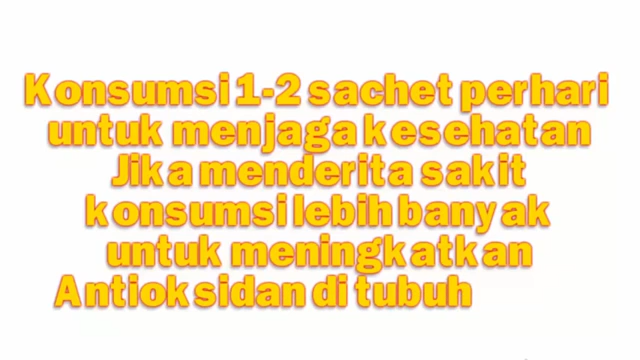 Konsumsi 1-2 sachet perhari
untuk menjaga kesehatan
Jika menderita sakit
konsumsi lebih banyak
untuk meningkatkan
Antioksidan di tubuh